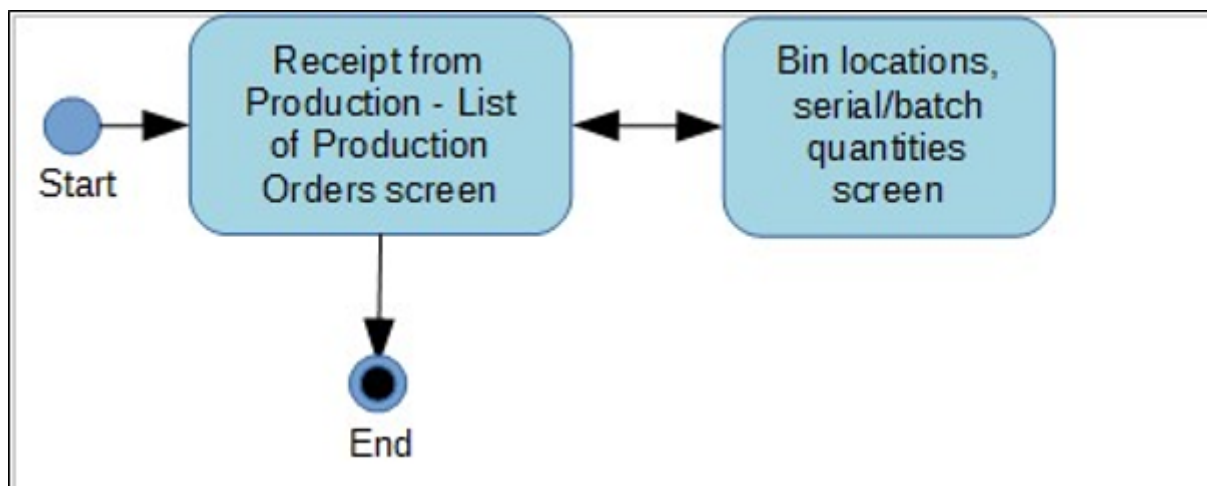 Receipt from
Production - List
of Production
Orders screen
Bin locations,
serial/batch
quantities
screen
Start
End